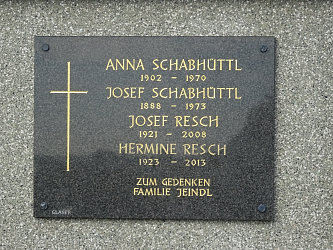 ANNA SCHABHÜTTL
1902 – 1970
JOSEF SCHABHÜTTL
1888 – 1973
JOSEF RESCH
1921 – 2008
HERMINE RESCH
1923 – 2013
ZUM GEDENKEN
FAMILIE JEINDL